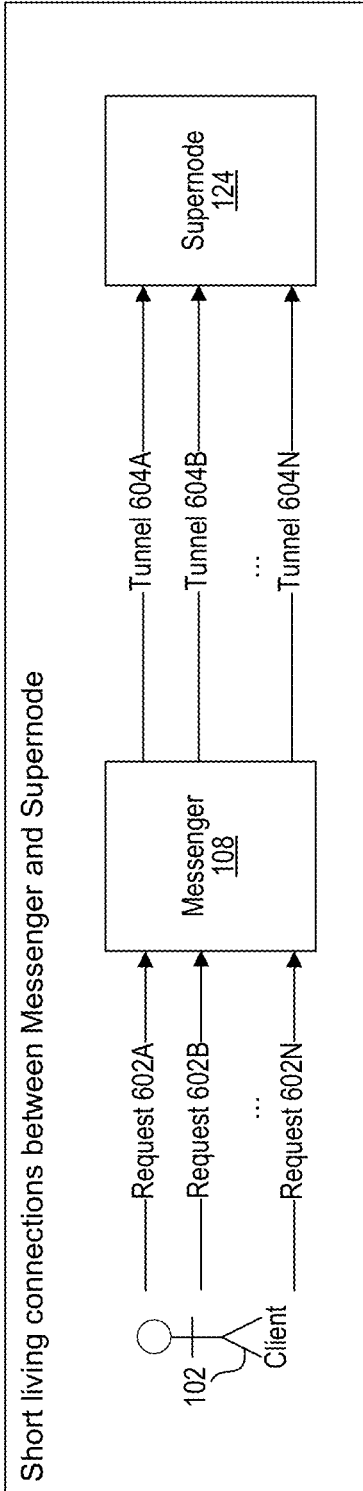 Short living connections between Messenger and Supernode
102
Client
Request 602A
Request 602B
...
Request 602N
Messenger
108
Tunnel 604A
Tunnel 604B
...
Tunnel 604N
Supernode
124